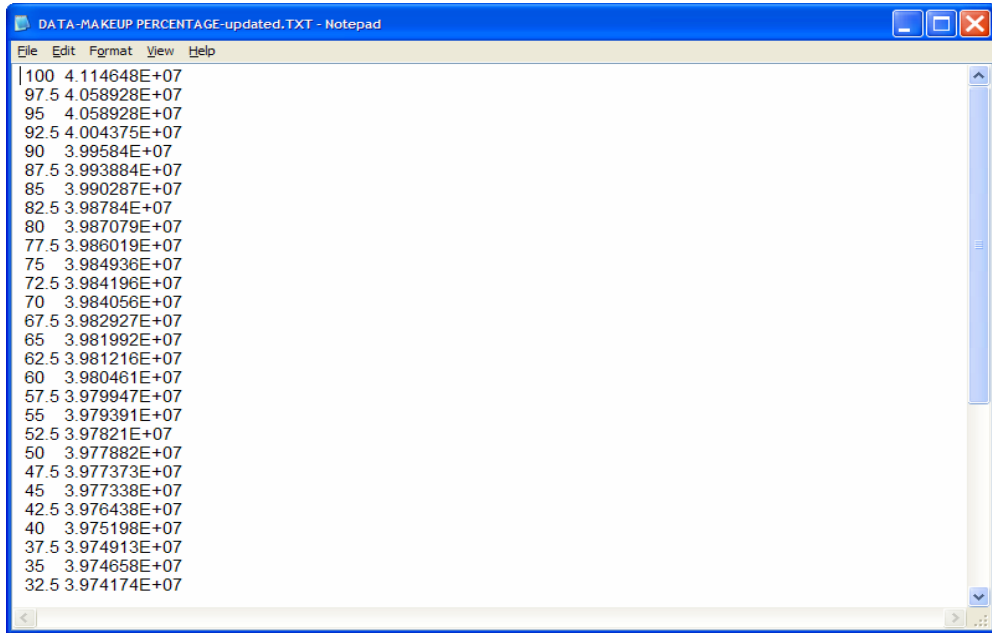 DATA-MAKEUP PERCENTAGE-updated.TXT - Notepad
File Edit Format View Help
100 4.114648E+07
97.5 4.058928E+07
95 4.058928E+07
92.5 4.004375E+07
90 3.99584E+07
87.5 3.993884E+07
85 3.990287E+07
82.5 3.98784E+07
80 3.987079E+07
77.5 3.986019E+07
75 3.984936E+07
72.5 3.984196E+07
70 3.984056E+07
67.5 3.982927E+07
65 3.981992E+07
62.5 3.981216E+07
60 3.980461E+07
57.5 3.979947E+07
55 3.979391E+07
52.5 3.97821E+07
50 3.977882E+07
47.5 3.977373E+07
45 3.977338E+07
42.5 3.976438E+07
40 3.975198E+07
37.5 3.974913E+07
35 3.974658E+07
32.5 3.974174E+07